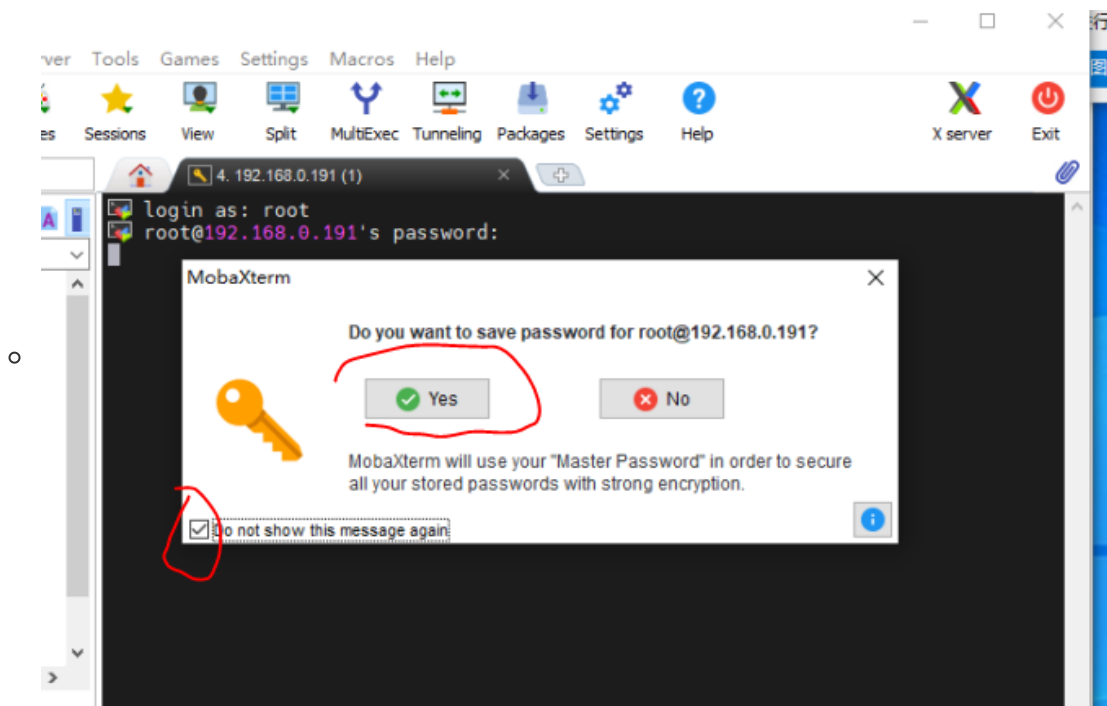 行
Tools Games Settings Macros Help
图
Sessions View Split MultiExec Tunneling Packages Settings Help X server Exit
4. 192.168.0.191 (1)
A
login as: root
root@192.168.0.191's password:
MobaXterm
Do you want to save password for root@192.168.0.191?
Yes No
MobaXterm will use your "Master Password" in order to secure
all your stored passwords with strong encryption.
Do not show this message again